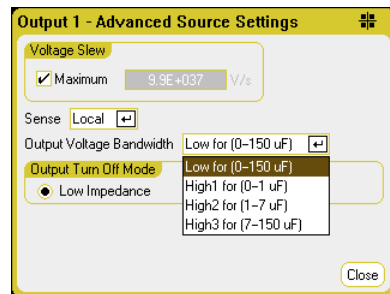 Output 1 - Advanced Source Settings
Voltage Slew
Maximum 9.9E+037 V/s
Sense Local
Output Voltage Bandwidth Low for (0-150 uF)
Low for (0-150 uF)
Output Turn Off Mode
High1 for (0-1 uF)
Low Impedance
High2 for (1-7 uF)
High3 for (7-150 uF)
Close